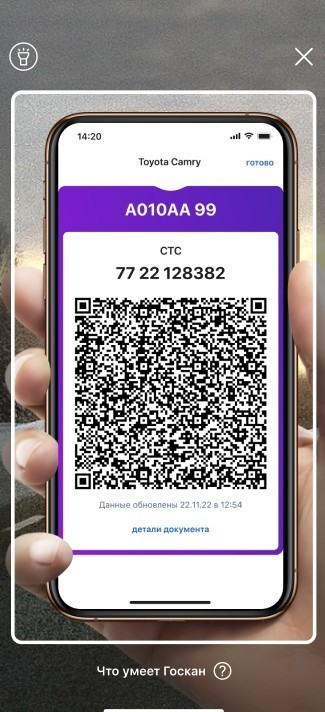 14:20
Toyota Camry
готово
А010АА 99
СТС
77 22 128382
Данные обновлены 22.11.22 в 12:54
детали документа
Что умеет Госкан ?